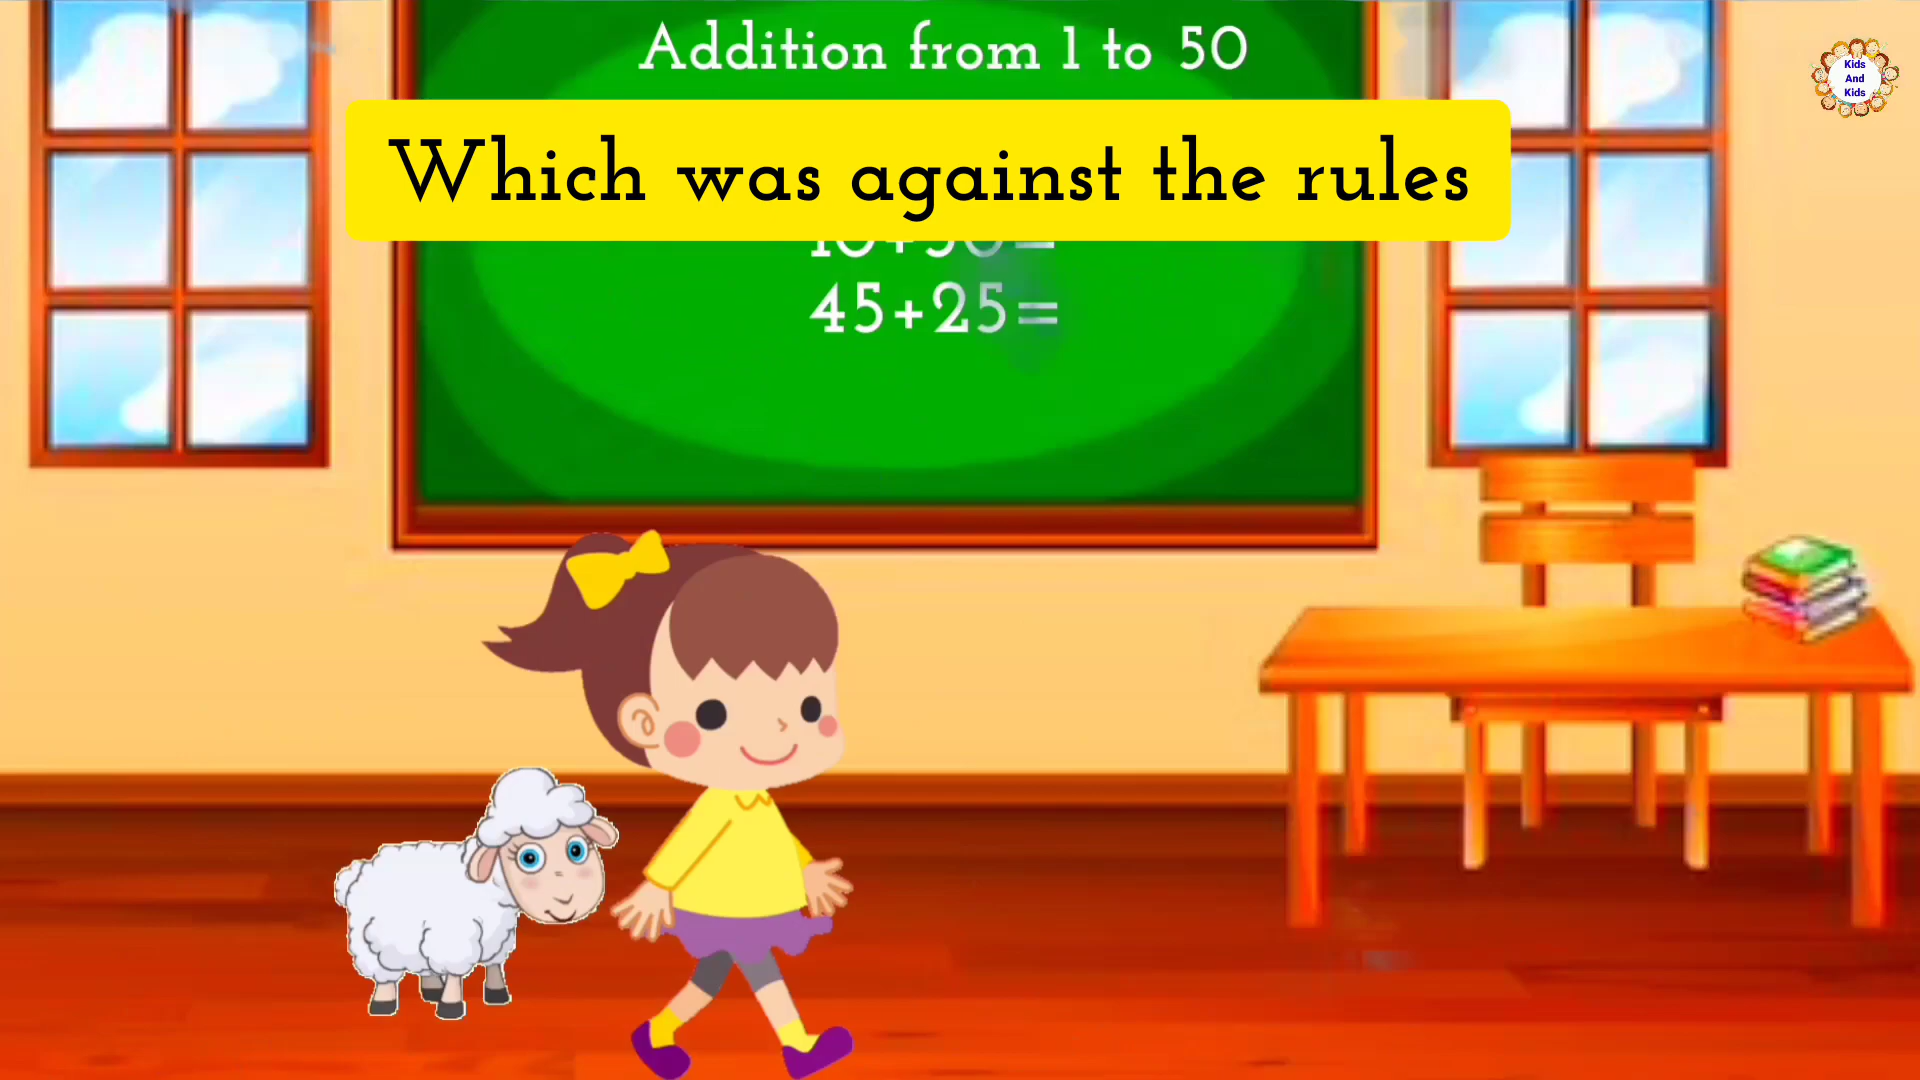 Addition from 1 to 50
Which was against the rules
45+25=
Kids
And
Kids